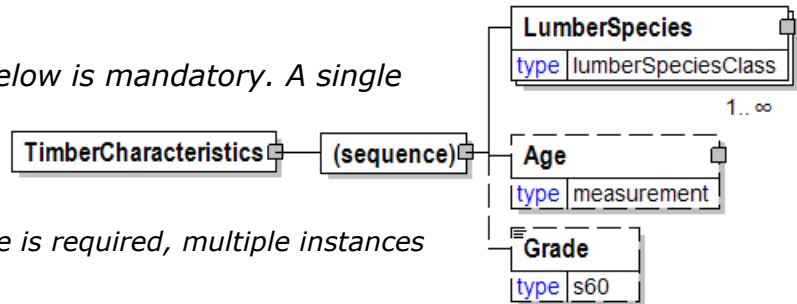 LumberSpecies
type lumberSpeciesClass
elow is mandatory. A single
1.. ∞
TimberCharacteristics
(sequence)
Age
type measurement
e is required, multiple instances
Grade
type s60